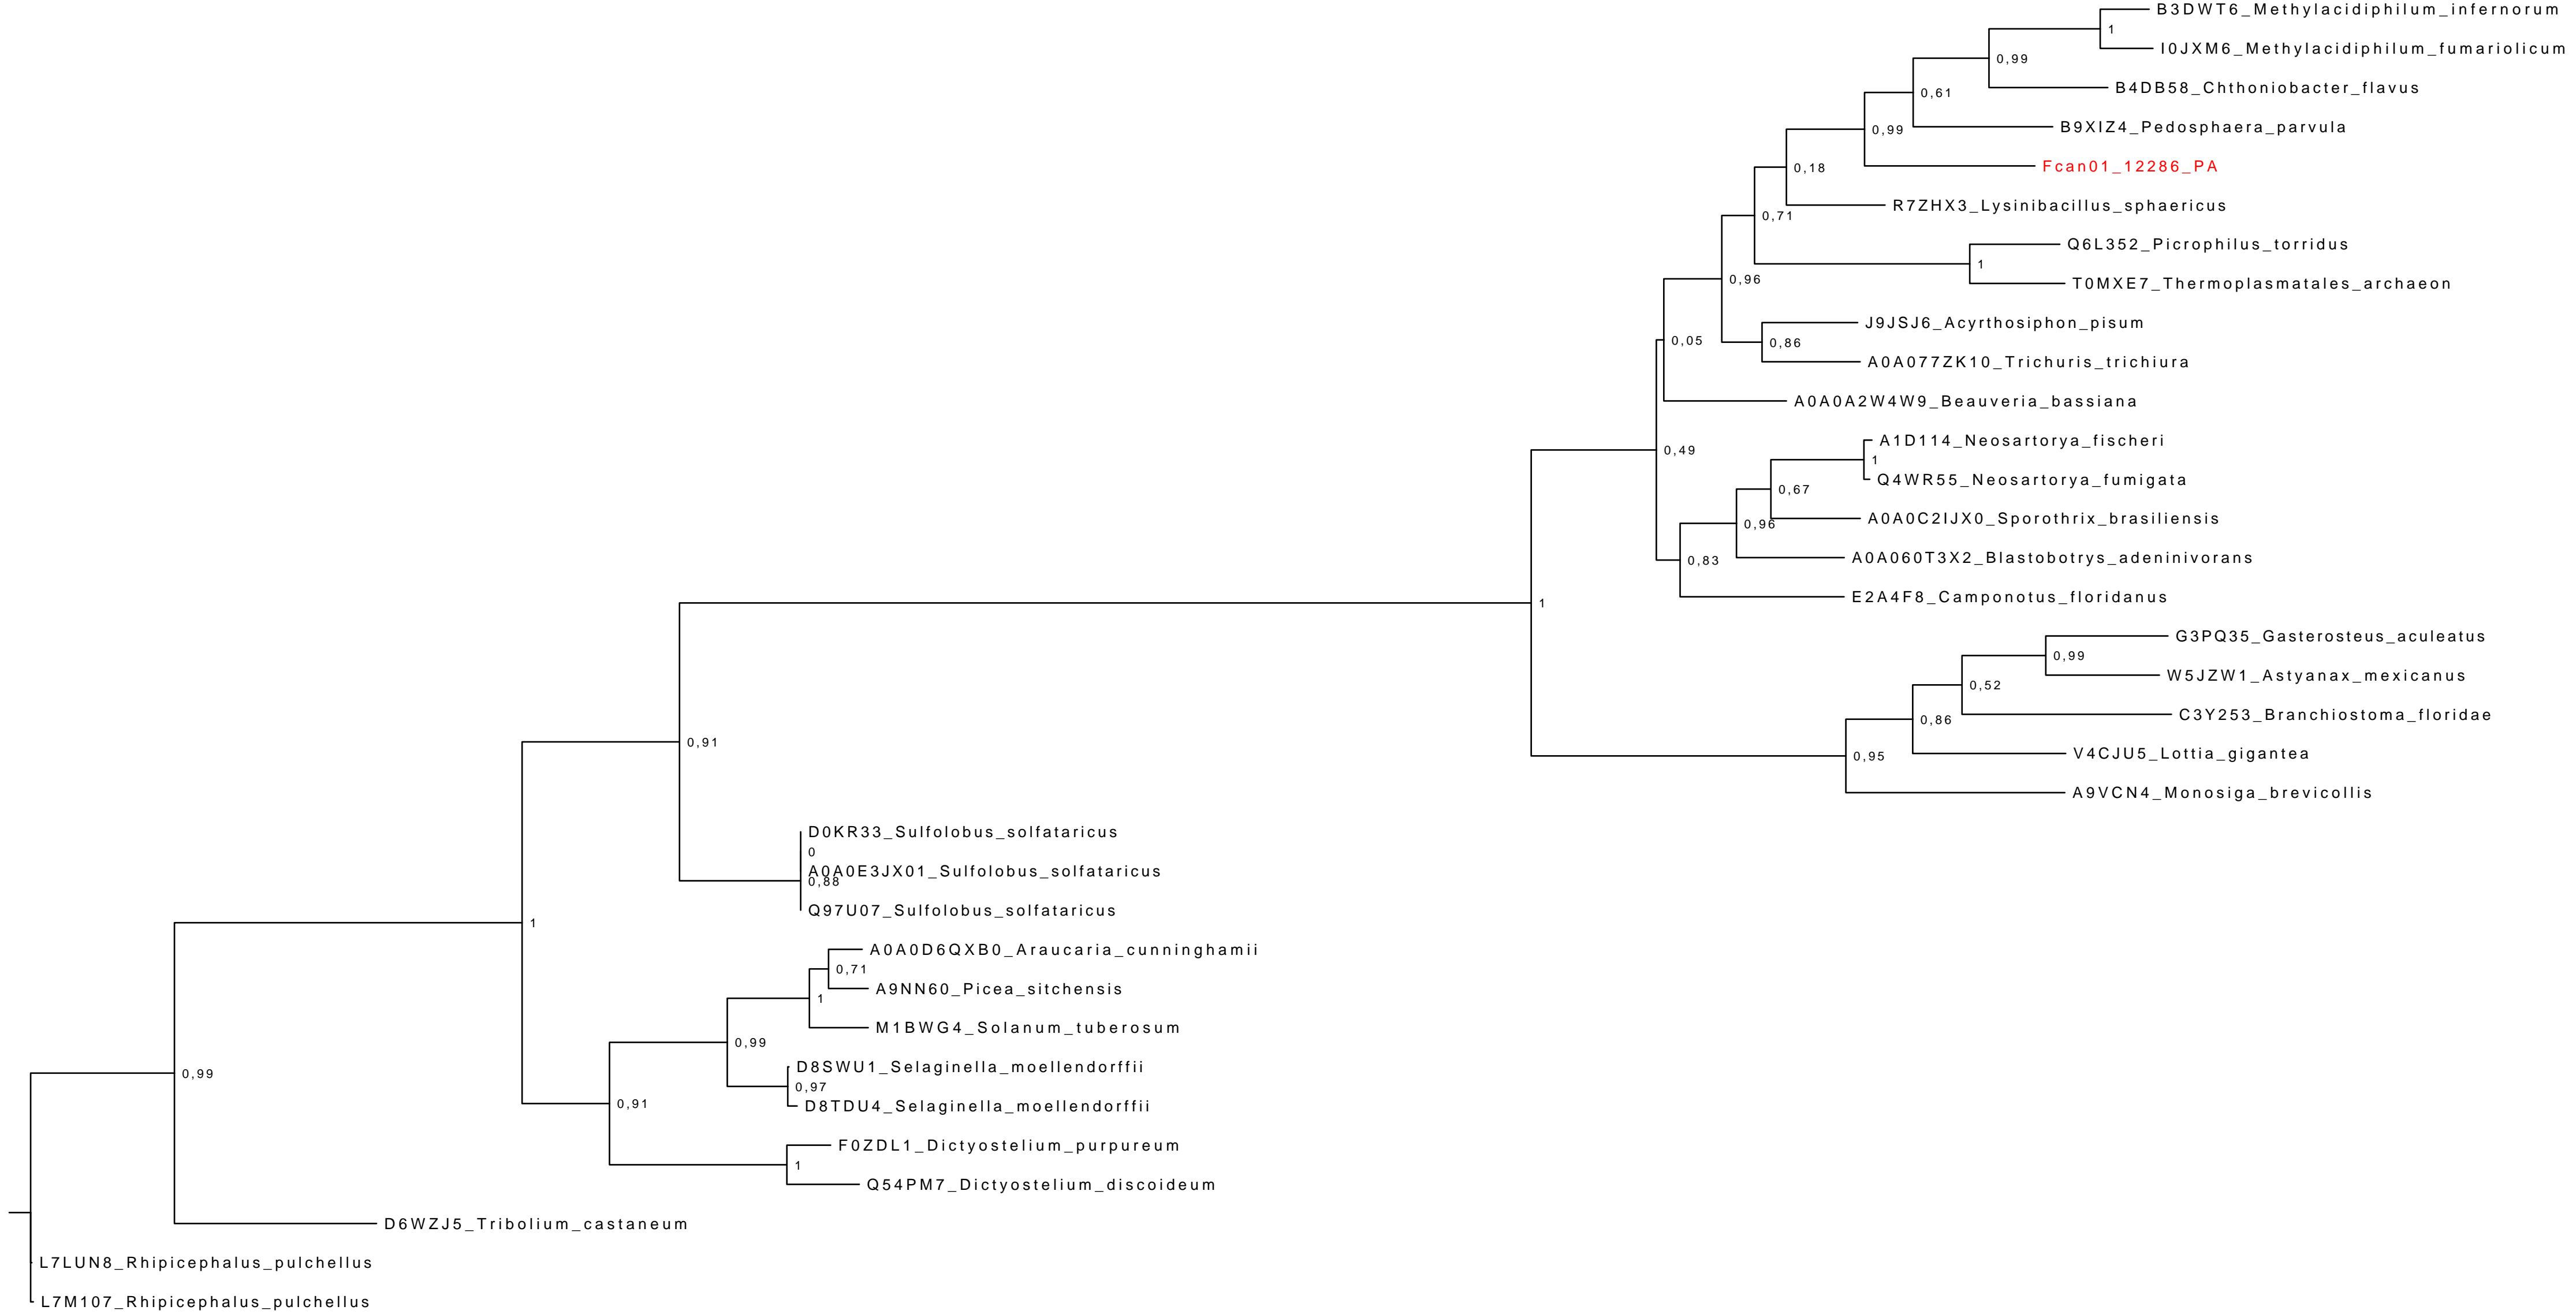 B3DWT6_Methylacidiphilum_infernorum
1
I0JXM6_Methylacidiphilum_fumariolicum
0,99
B4DB58_Chthoniobacter_flavus
0,61
B9XIZ4_Pedosphaera_parvula
0,99
Fcan01_12286_PA
0,18
R7ZHX3_Lysinibacillus_sphaericus
0,71
Q6L352_Picrophilus_torridus
1
0,96
T0MXE7_Thermoplasmatales_archaeon
J9JSJ6_Acyrthosiphon_pisum
0,05
0,86
A0A077ZK10_Trichuris_trichiura
A0A0A2W4W9_Beauveria_bassiana
A1D114_Neosartorya_fischeri
0,49
1
Q4WR55_Neosartorya_fumigata
0,67
A0A0C2IJX0_Sporothrix_brasiliensis
0,96
A0A060T3X2_Blastobotrys_adeninivorans
0,83
E2A4F8_Camponotus_floridanus
1
G3PQ35_Gasterosteus_aculeatus
0,99
W5JZW1_Astyanax_mexicanus
0,52
C3Y253_Branchiostoma_floridae
0,86
0,91
V4CJU5_Lottia_gigantea
0,95
A9VCN4_Monosiga_brevicollis
D0KR33_Sulfolobus_solfataricus
0
A0A0E3JX01_Sulfolobus_solfataricus
0,88
Q97U07_Sulfolobus_solfataricus
1
A0A0D6QXB0_Araucaria_cunninghamii
0,71
A9NN60_Picea_sitchensis
1
M1BWG4_Solanum_tuberosum
0,99
D8SWU1_Selaginella_moellendorffii
0,99
0,97
0,91
D8TDU4_Selaginella_moellendorffii
F0ZDL1_Dictyostelium_purpureum
1
Q54PM7_Dictyostelium_discoideum
D6WZJ5_Tribolium_castaneum
L7LUN8_Rhipicephalus_pulchellus
L7M107_Rhipicephalus_pulchellus